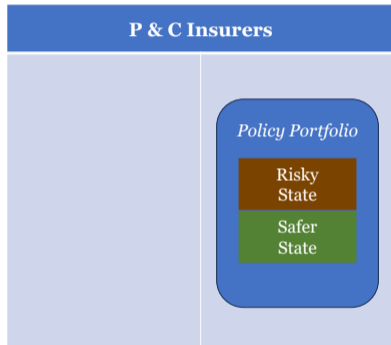 P & C Insurers
Policy Portfolio
Risky
State
Safer
State